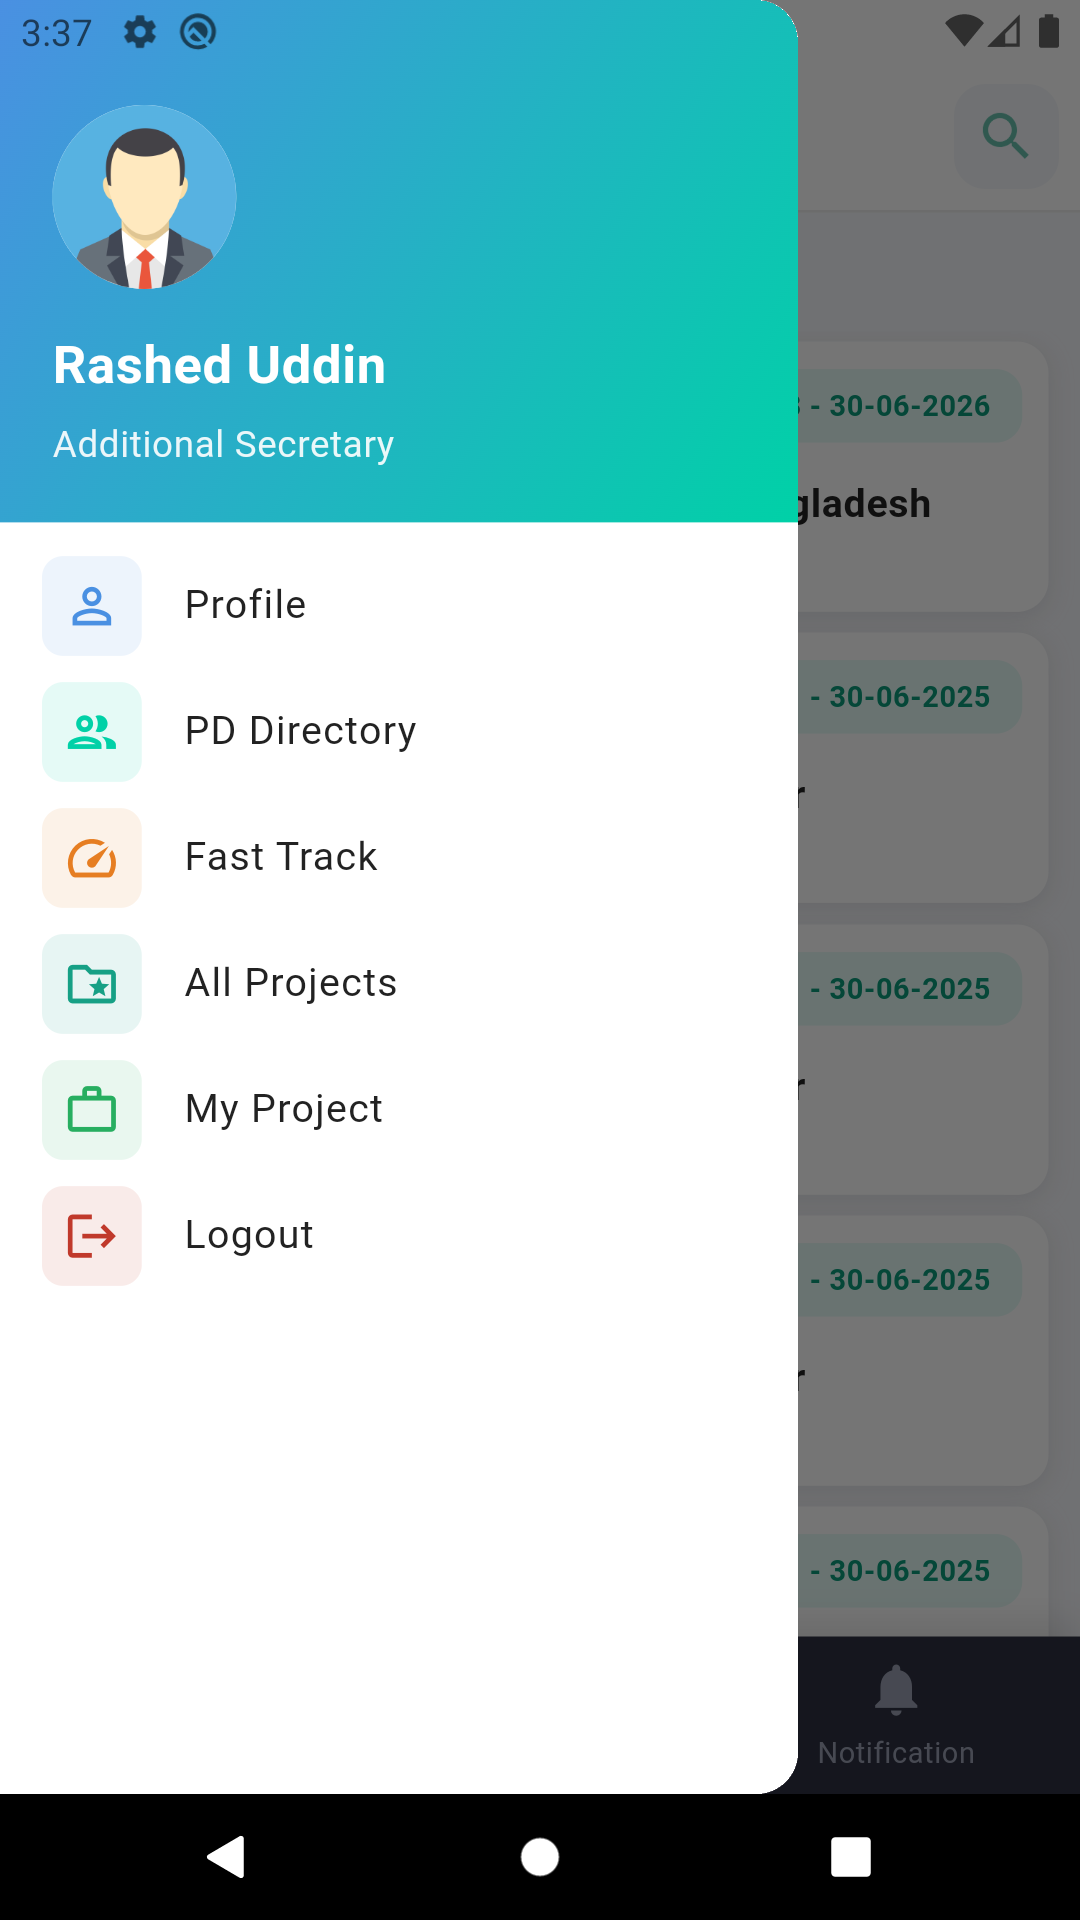 3:37
Rashed Uddin
Additional Secretary
Profile
PD Directory
Fast Track
All Projects
My Project
Logout
- 30-06-2026
gladesh
- 30-06-2025
r
- 30-06-2025
r
- 30-06-2025
r
- 30-06-2025
Notification